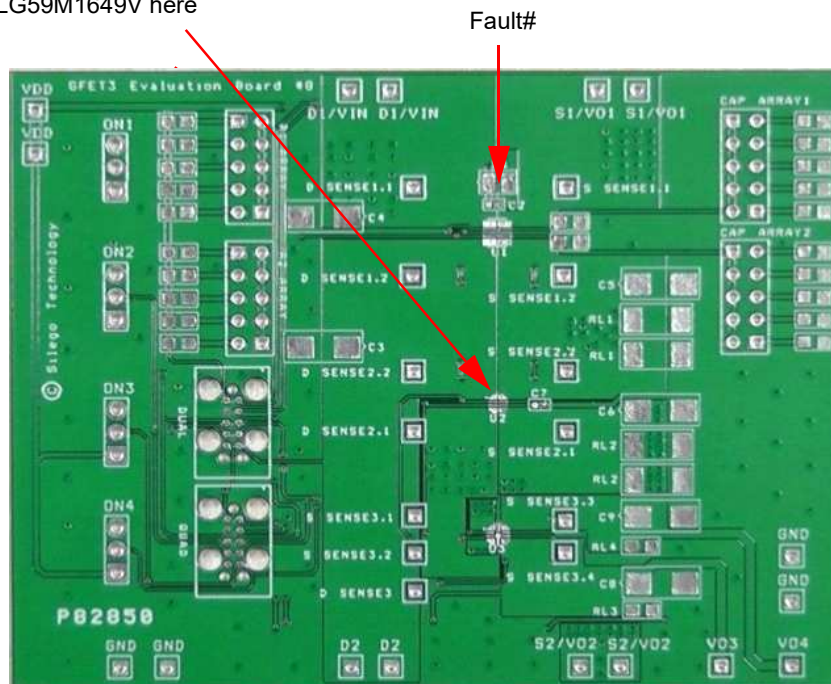 LG59M1649V here
Fault#
VDD
GFET3 Evaluation Board #8
D1/VIN D1/VIN
S1/VO1 S1/VO1
CAP ARRAY1
VDD
ON1
D SENSE1.1
S SENSE1.1
C2
C4
U1
CAP ARRAY2
ON2
D SENSE1.2
S SENSE1.2
C5
RL1
© Silego Technology
C3
S SENSE2.2
RL1
D SENSE2.2
ON3
DUAL
C7
U2
C6
D SENSE2.1
S SENSE2.1
RL2
RL2
ON4
QUAD
S SENSE3.1
S SENSE3.3
C9
U3
GND
S SENSE3.2
RL4
S SENSE3.4
C8
GND
D SENSE3
RL3
P82850
GND GND
D2 D2
S2/VO2 S2/VO2
VO3
VO4